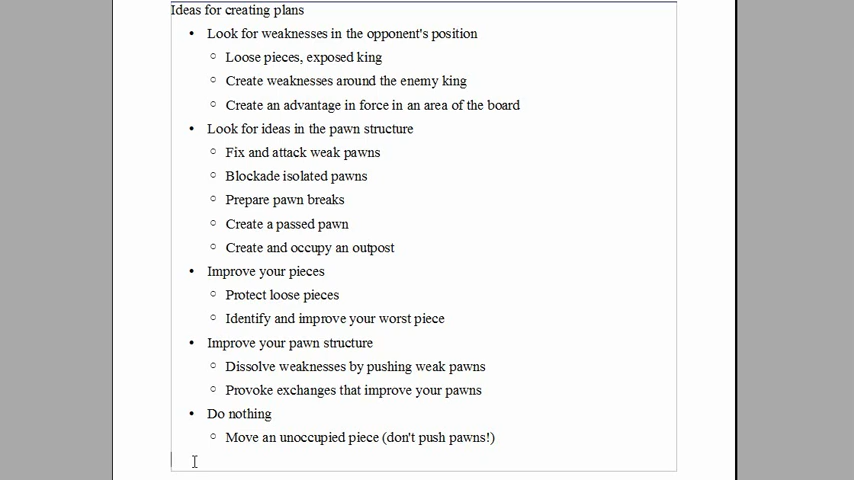 Ideas for creating plans
• Look for weaknesses in the opponent's position
○ Loose pieces, exposed king
○ Create weaknesses around the enemy king
○ Create an advantage in force in an area of the board
• Look for ideas in the pawn structure
○ Fix and attack weak pawns
○ Blockade isolated pawns
○ Prepare pawn breaks
○ Create a passed pawn
○ Create and occupy an outpost
• Improve your pieces
○ Protect loose pieces
○ Identify and improve your worst piece
• Improve your pawn structure
○ Dissolve weaknesses by pushing weak pawns
○ Provoke exchanges that improve your pawns
• Do nothing
○ Move an unoccupied piece (don't push pawns!)